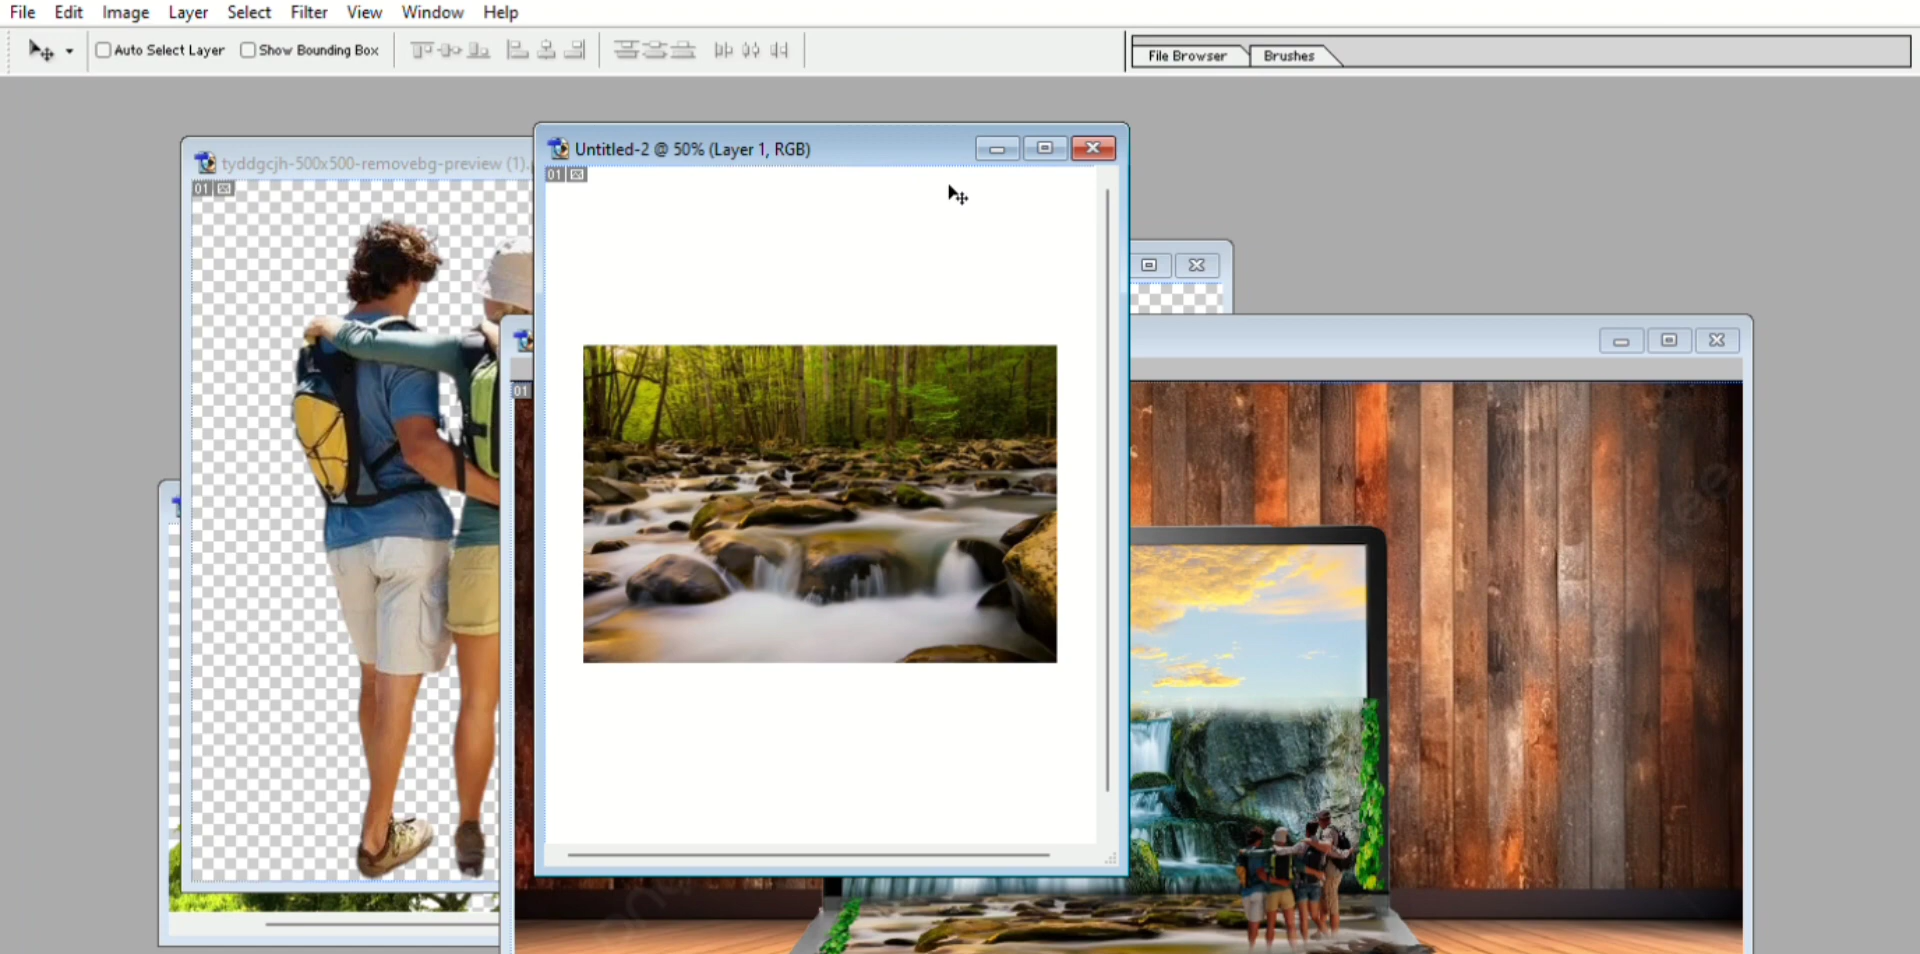 File Edit Image Layer Select Filter View Window Help
Auto Select Layer Show Bounding Box
File Browser Brushes
Untitled-2 @ 50% (Layer 1, RGB)
tyddgcjh-500x500-removebg-preview (1).
01
01
01